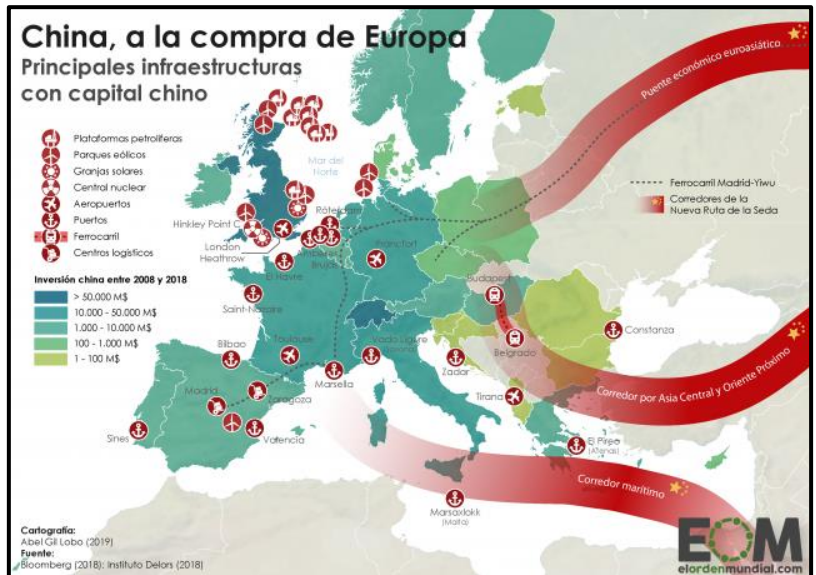 China, a la compra de Europa
Principales infraestructuras
con capital chino
Plataformas petrolíferas
Parques eólicos
Granjas solares
Central nuclear
Aeropuertos
Puertos
Ferrocarril
Centros logísticos
Inversión china entre 2008 y 2018
> 50.000 M$
10.000 - 50.000 M$
1.000 - 10.000 M$
100 - 1.000 M$
1 - 100 M$
Puente económico euroasiático
Ferrocarril Madrid-Yiwu
Corredores de la
Nueva Ruta de la Seda
Mar del
Norte
Hinkley Point C
London
Heathrow
Róterdam
Brujas
El Havre
Fráncfort
Saint-Nazaire
Budapest
Toulouse
Vado Ligure
Belgrado
Constanza
Bilbao
Marsella
Zadar
Madrid
Zaragoza
Tirana
Corredor por Asia Central y Oriente Próximo
Sines
Valencia
El Pireo
(Atenas)
Corredor marítimo
Marsaxlokk
(Malta)
Cartografía:
Abel Gil Lobo (2019)
Fuente:
Bloomberg (2018); Instituto Delors (2018)
EOM
elordenmundial.com